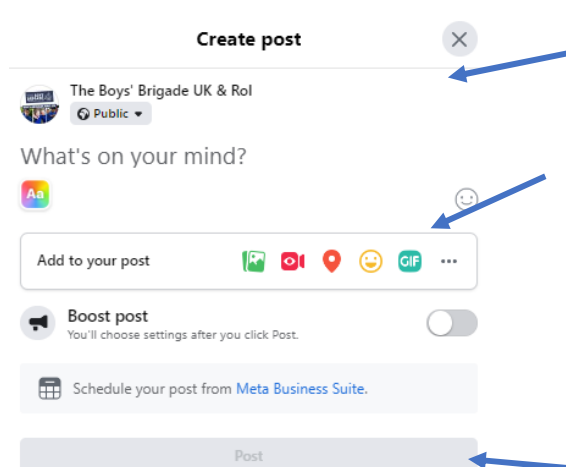 Create post
The Boys' Brigade UK & RoI
Public
What's on your mind?
Aa
Add to your post
GIF
Boost post
You'll choose settings after you click Post.
Schedule your post from Meta Business Suite.
Post